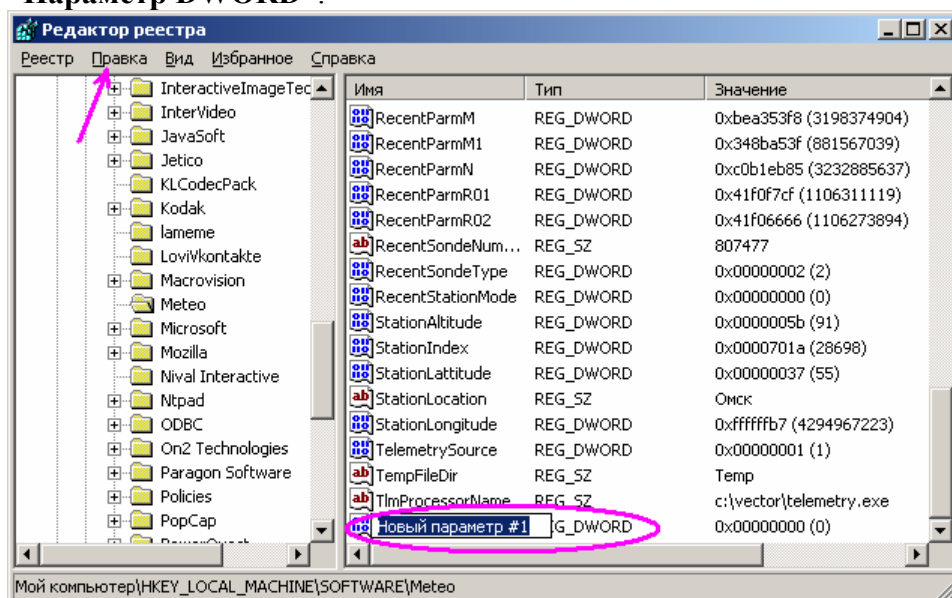 Параметр DWORD".
Редактор реестра
Реестр Правка Вид Избранное Справка
InteractiveImageTec
InterVideo
JavaSoft
Jetico
KLCodecPack
Kodak
lameme
LoviVkontakte
Macrovision
Meteo
Microsoft
Mozilla
Nival Interactive
Ntpad
ODBC
On2 Technologies
Paragon Software
Policies
PopCap
Имя Тип Значение
RecentParmM REG_DWORD 0xbea353f8 (3198374904)
RecentParmM1 REG_DWORD 0x348ba53f (881567039)
RecentParmN REG_DWORD 0xc0b1eb85 (3232885637)
RecentParmR01 REG_DWORD 0x41f0f7cf (1106311119)
RecentParmR02 REG_DWORD 0x41f06666 (1106273894)
RecentSondeNum... REG_SZ 807477
RecentSondeType REG_DWORD 0x00000002 (2)
RecentStationMode REG_DWORD 0x00000000 (0)
StationAltitude REG_DWORD 0x0000005b (91)
StationIndex REG_DWORD 0x0000701a (28698)
StationLattitude REG_DWORD 0x00000037 (55)
StationLocation REG_SZ Омск
StationLongitude REG_DWORD 0xffffffb7 (4294967223)
TelemetrySource REG_DWORD 0x00000001 (1)
TempFileDir REG_SZ Temp
TlmProcessorName REG_SZ c:\vector\telemetry.exe
Новый параметр #1 EG_DWORD 0x00000000 (0)
Мой компьютер\HKEY_LOCAL_MACHINE\SOFTWARE\Meteo